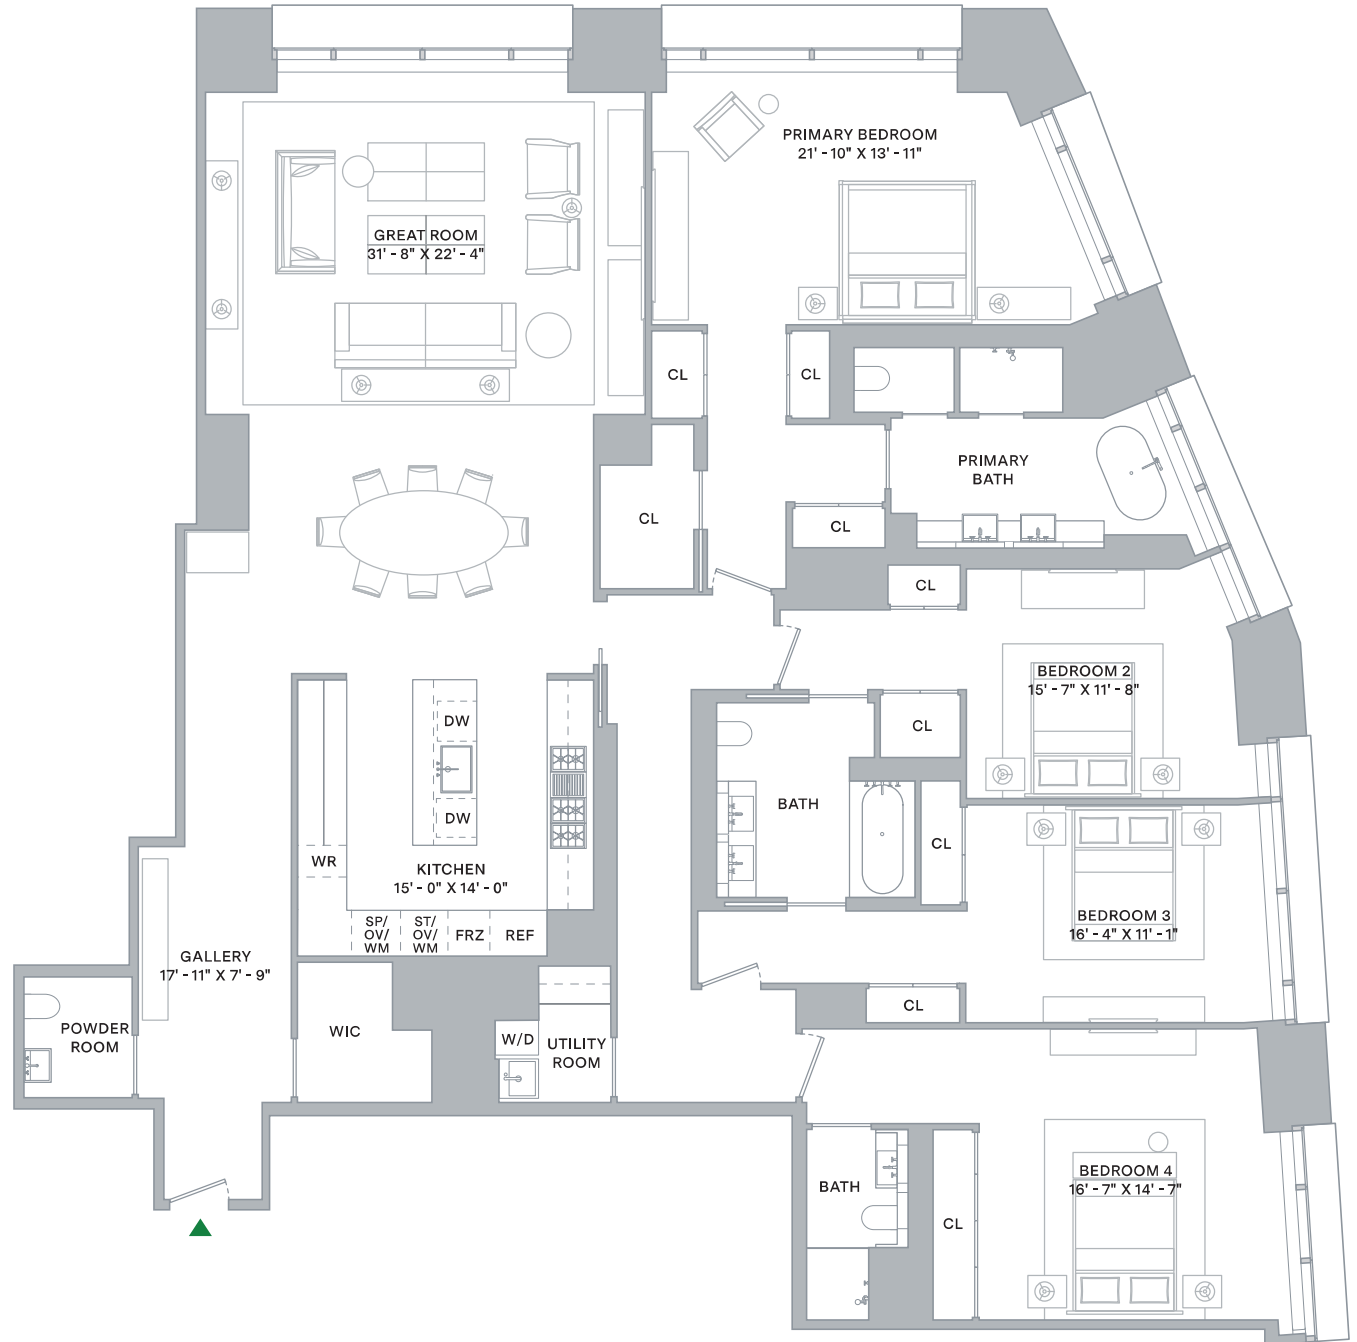 PRIMARY BEDROOM
21' - 10" X 13' - 11"
GREAT ROOM
31' - 8" X 22' - 4"
CL
CL
PRIMARY
BATH
CL
CL
CL
BEDROOM 2
15' - 7" X 11' - 8"
DW
CL
BATH
DW
CL
WR
KITCHEN
15' - 0" X 14' - 0"
BEDROOM 3
16' - 4" X 11' - 1"
SP/
OV/
WM
ST/
OV/
WM
FRZ
REF
GALLERY
17' - 11" X 7' - 9"
CL
POWDER
ROOM
WIC
W/D
UTILITY
ROOM
BEDROOM 4
16' - 7" X 14' - 7"
BATH
CL